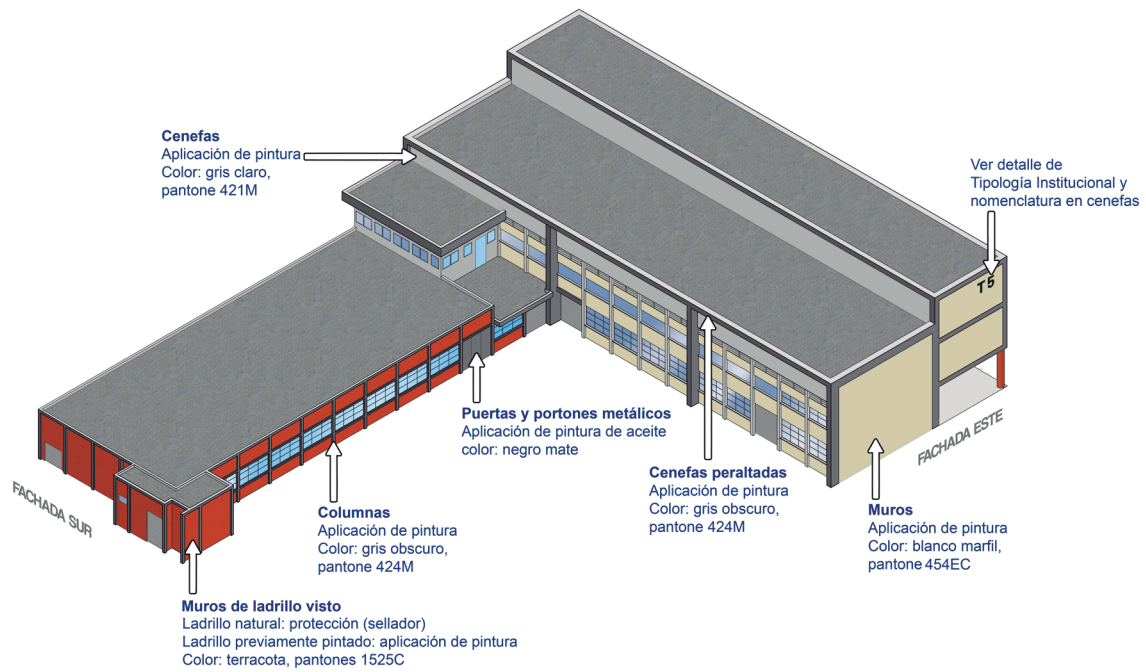 Cenefas
Aplicación de pintura
Color: gris claro,
pantone 421M
Ver detalle de
Tipología Institucional y
nomenclatura en cenefas
T5
FACHADA ESTE
Puertas y portones metálicos
Aplicación de pintura de aceite
color: negro mate
Cenefas peraltadas
Aplicación de pintura
Color: gris obscuro,
pantone 424M
Muros
Aplicación de pintura
Color: blanco marfil,
pantone 454EC
FACHADA SUR
Columnas
Aplicación de pintura
Color: gris obscuro,
pantone 424M
Muros de ladrillo visto
Ladrillo natural: protección (sellador)
Ladrillo previamente pintado: aplicación de pintura
Color: terracota, pantones 1525C